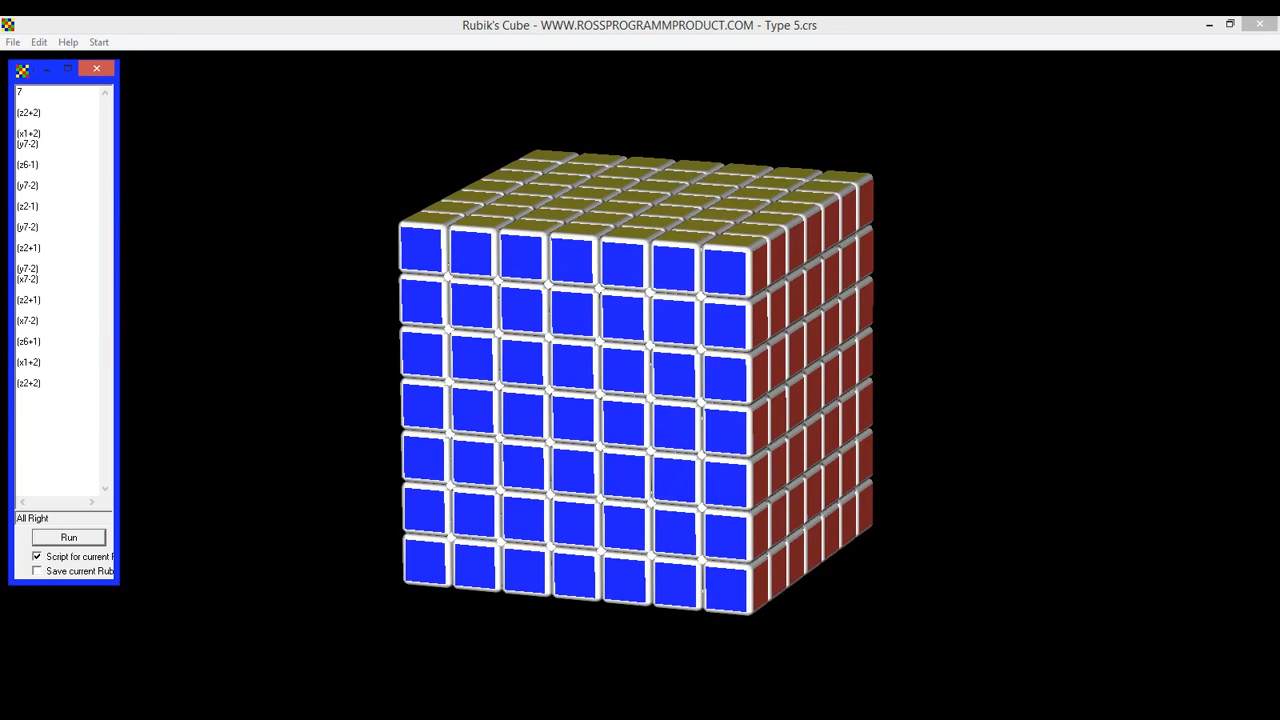 Rubik's Cube - WWW.ROSSPROGRAMMPRODUCT.COM - Type 5.crs
File Edit Help Start
7
(z2+2)
(x1+2)
(y7-2)
(z6-1)
(y7-2)
(z2-1)
(y7-2)
(z2+1)
(y7-2)
(x7-2)
(z2+1)
(x7-2)
(z6+1)
(x1+2)
(z2+2)
All Right
Run
Script for current F
Save current Rub